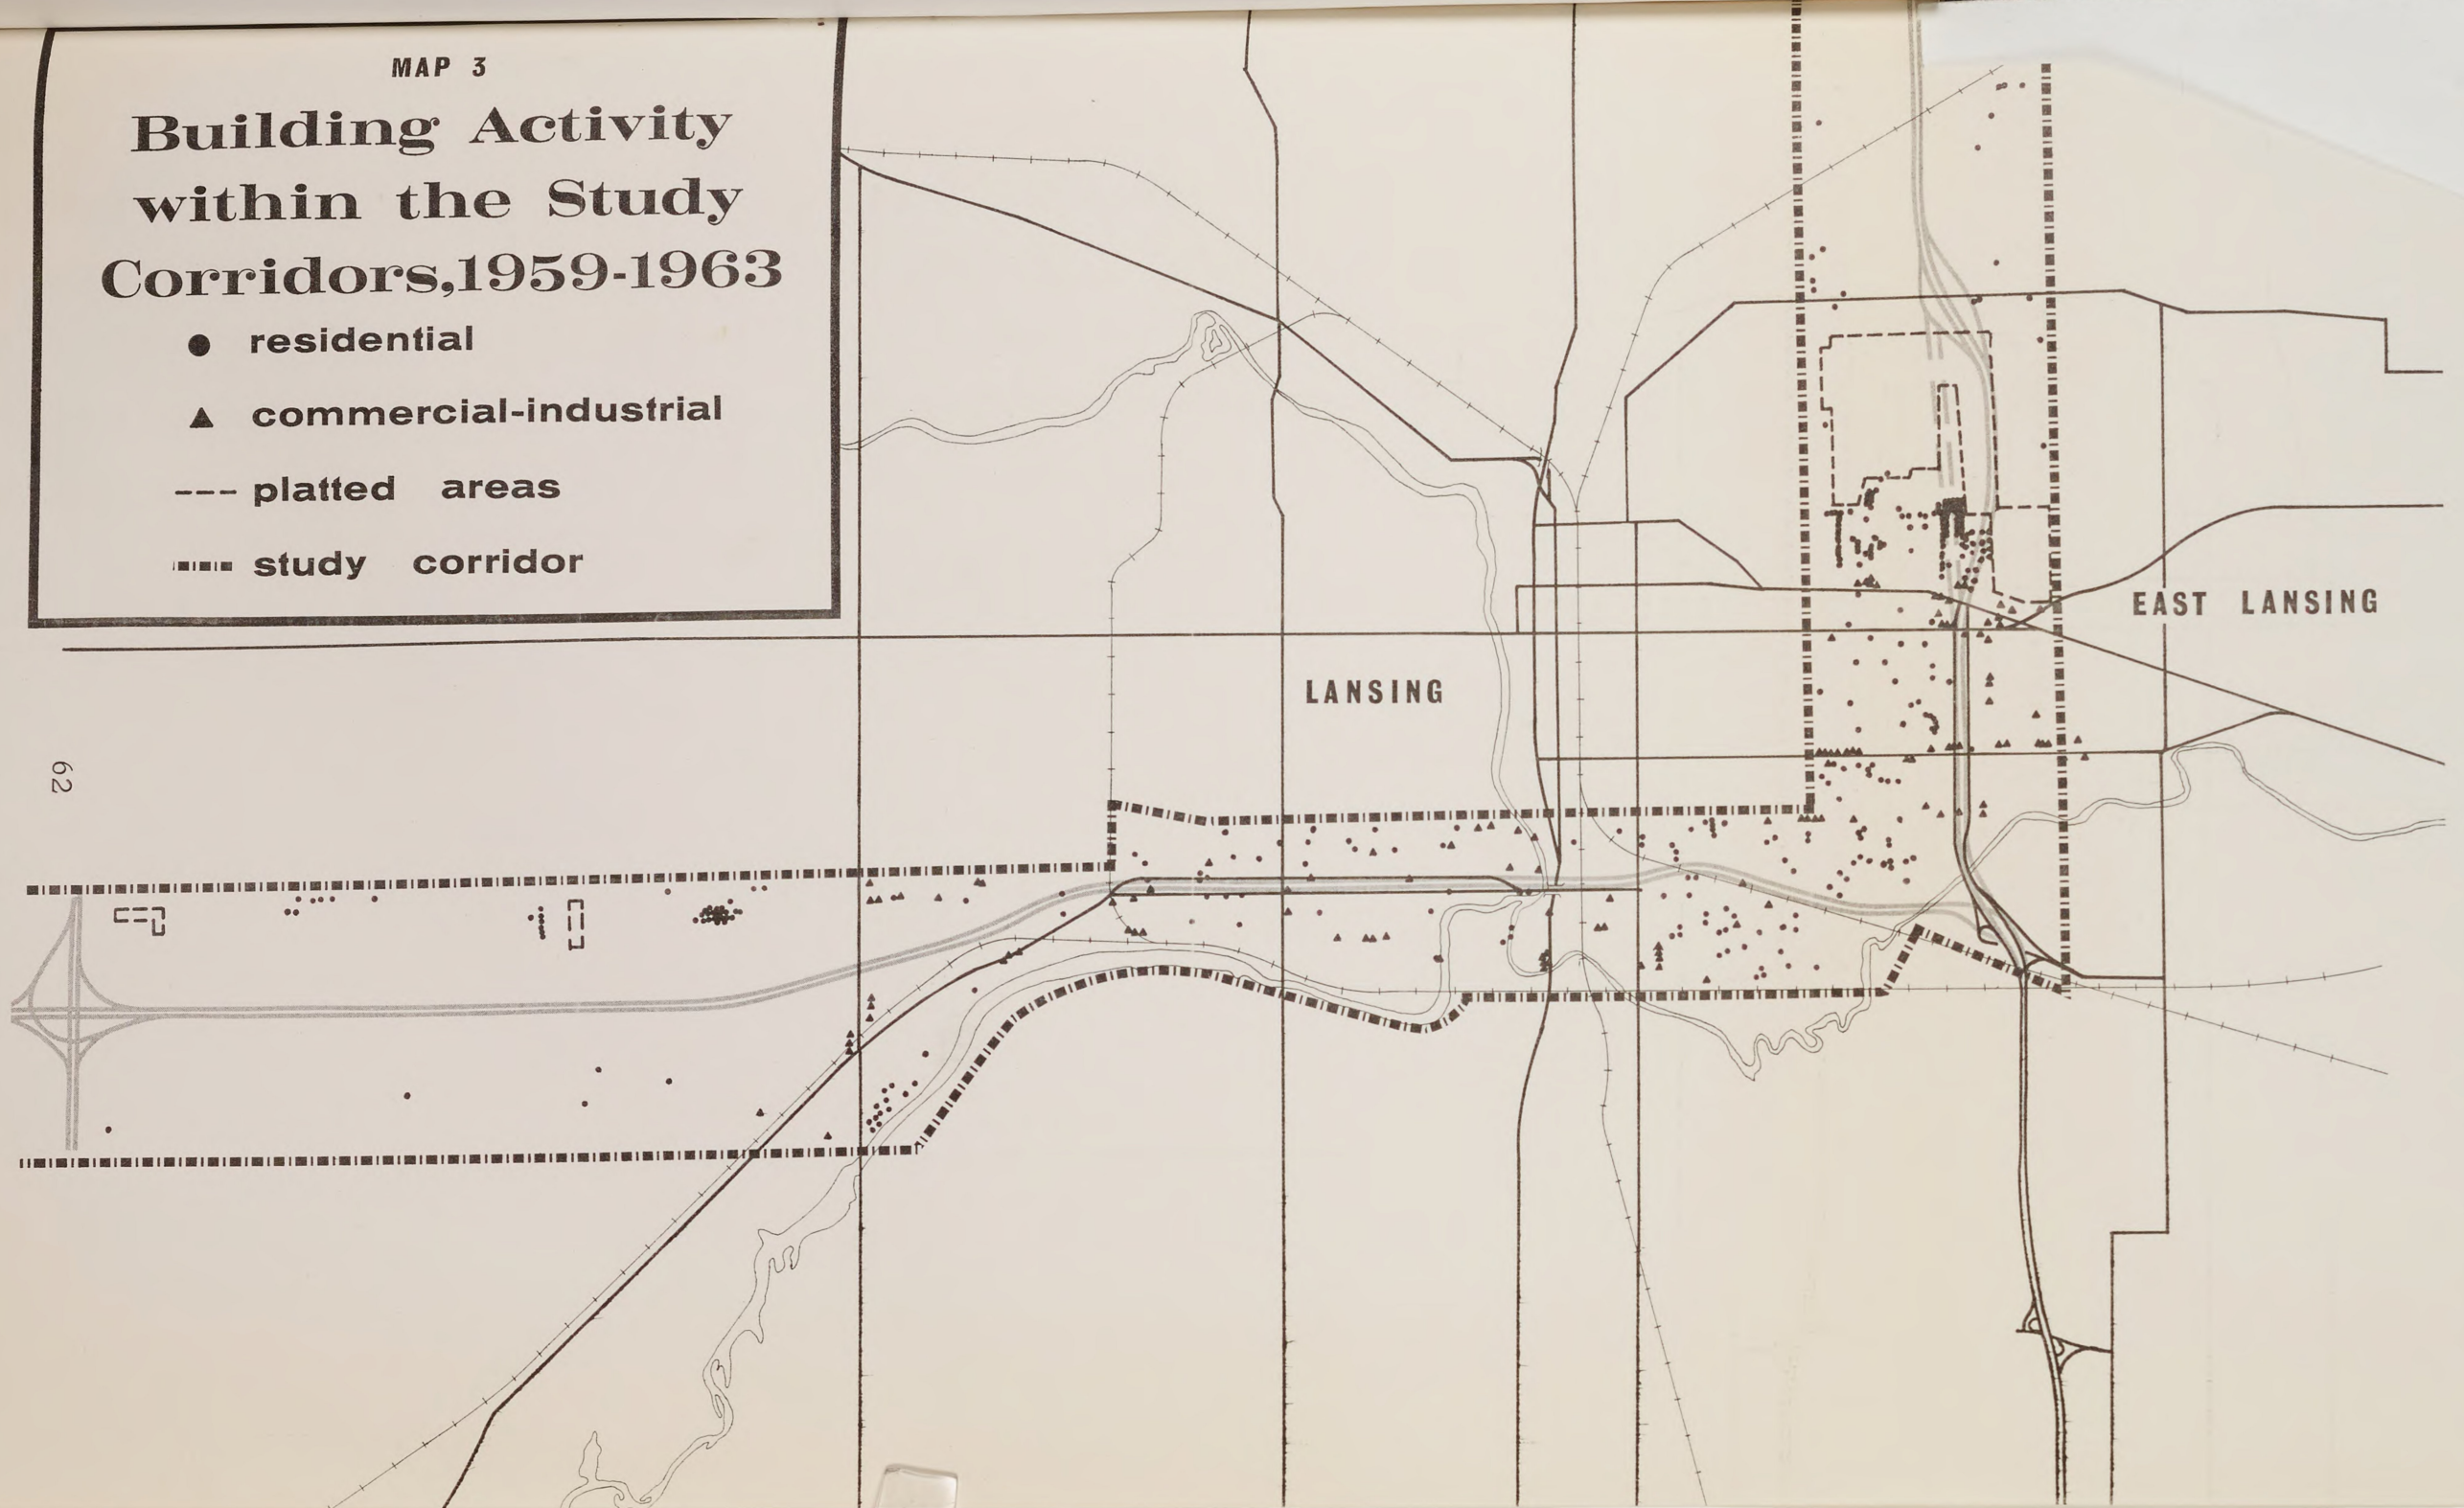 MAP 3
Building Activity
within the Study
Corridors,1959-1963
residential
commercial-industrial
platted areas
study corridor
EAST LANSING
LANSING
62